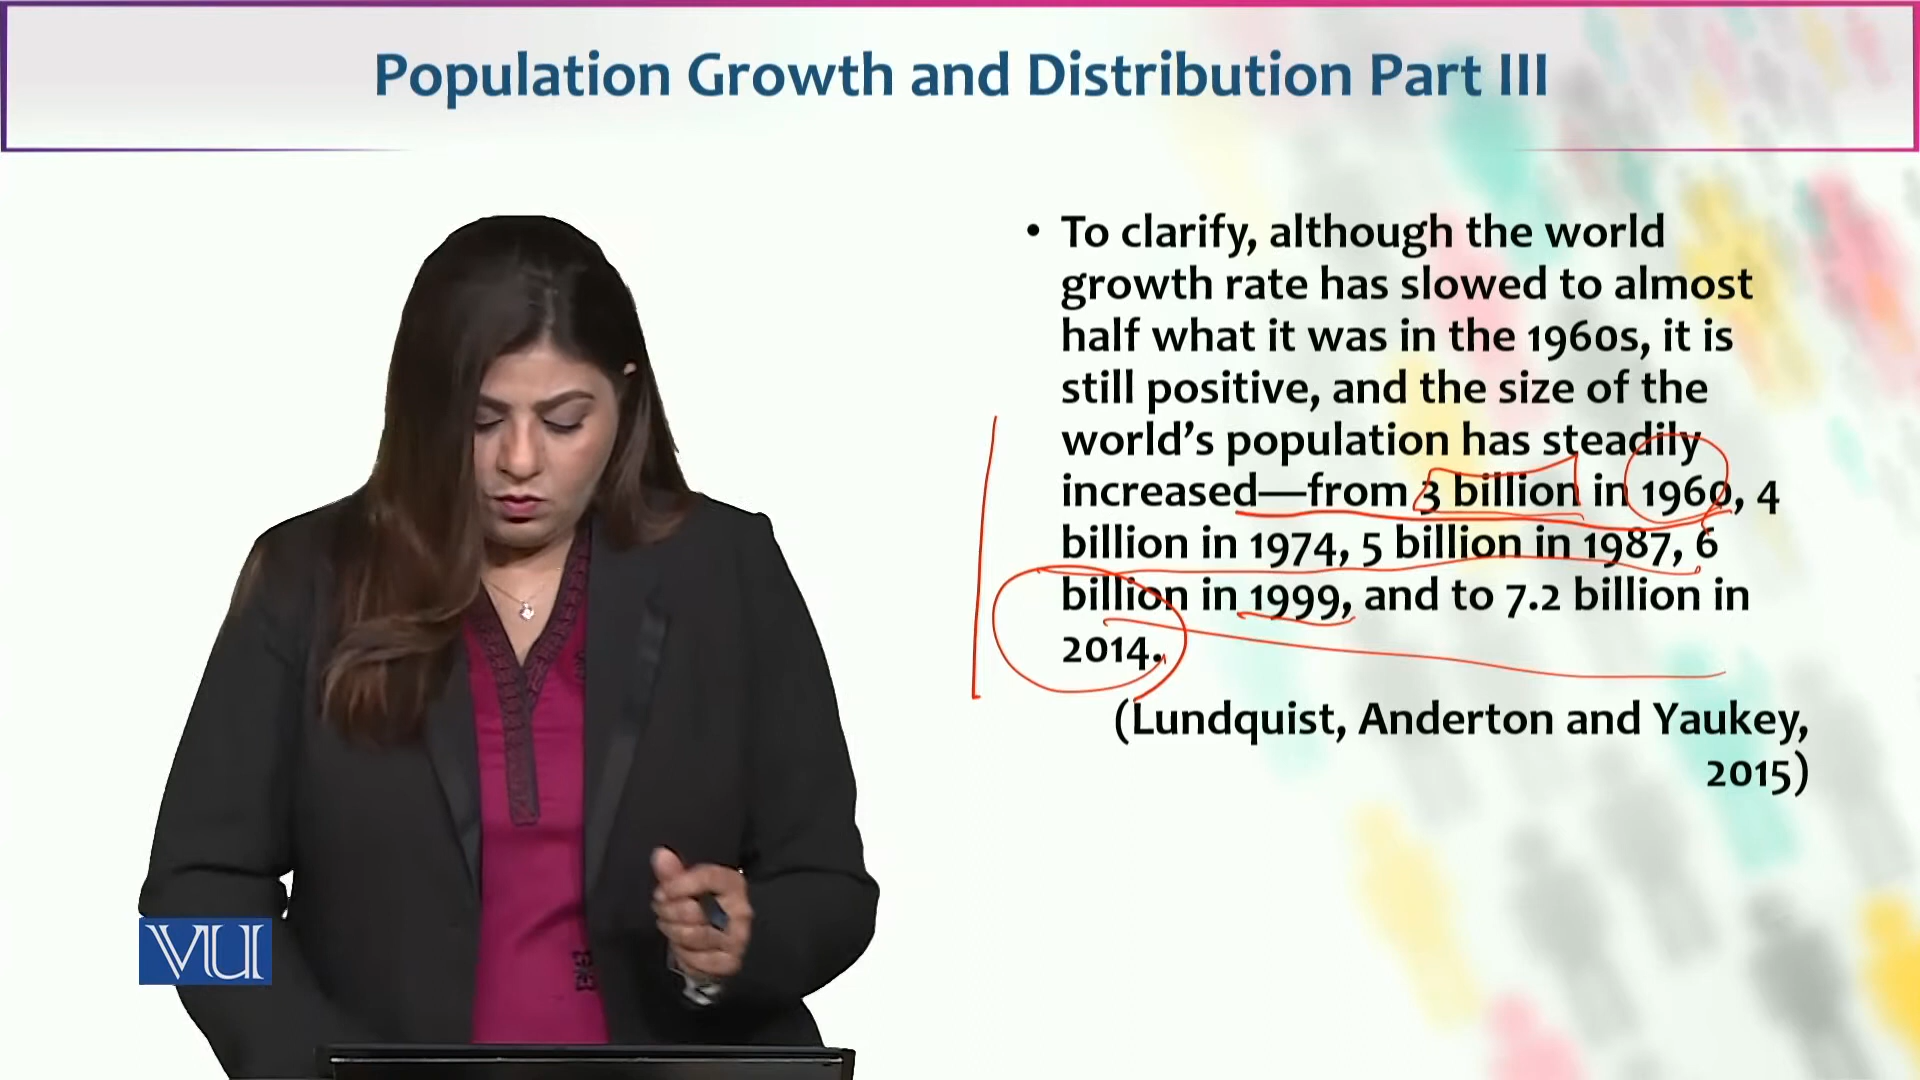 Population Growth and Distribution Part III
• To clarify, although the world
growth rate has slowed to almost
half what it was in the 1960s, it is
still positive, and the size of the
world’s population has steadily
increased—from 3 billion in 1960, 4
billion in 1974, 5 billion in 1987, 6
billion in 1999, and to 7.2 billion in
2014.
(Lundquist, Anderton and Yaukey,
2015)
VU